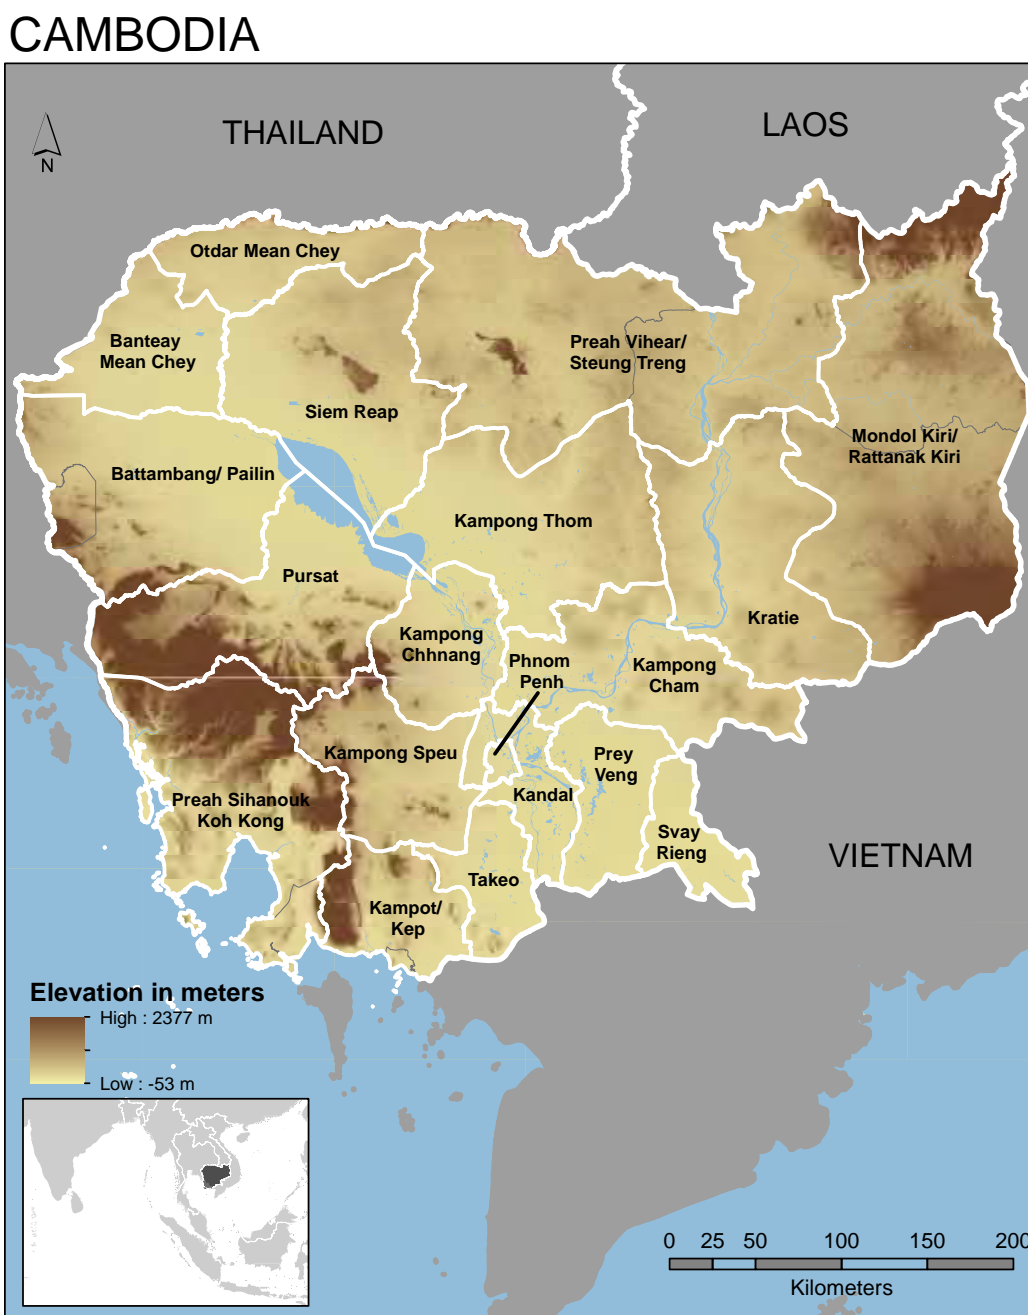 CAMBODIA
THAILAND
LAOS
N
Otdar Mean Chey
Banteay
Mean Chey
Preah Vihear/
Steung Treng
Siem Reap
Mondol Kiri/
Rattanak Kiri
Battambang/ Pailin
Kampong Thom
Pursat
Kratie
Kampong
Chhnang
Phnom
Penh
Kampong
Cham
Kampong Speu
Prey
Veng
Kandal
Preah Sihanouk
Koh Kong
Svay
Rieng
VIETNAM
Takeo
Kampot/
Kep
Elevation in meters
High : 2377 m
Low : -53 m
0 25 50 100 150 200
Kilometers